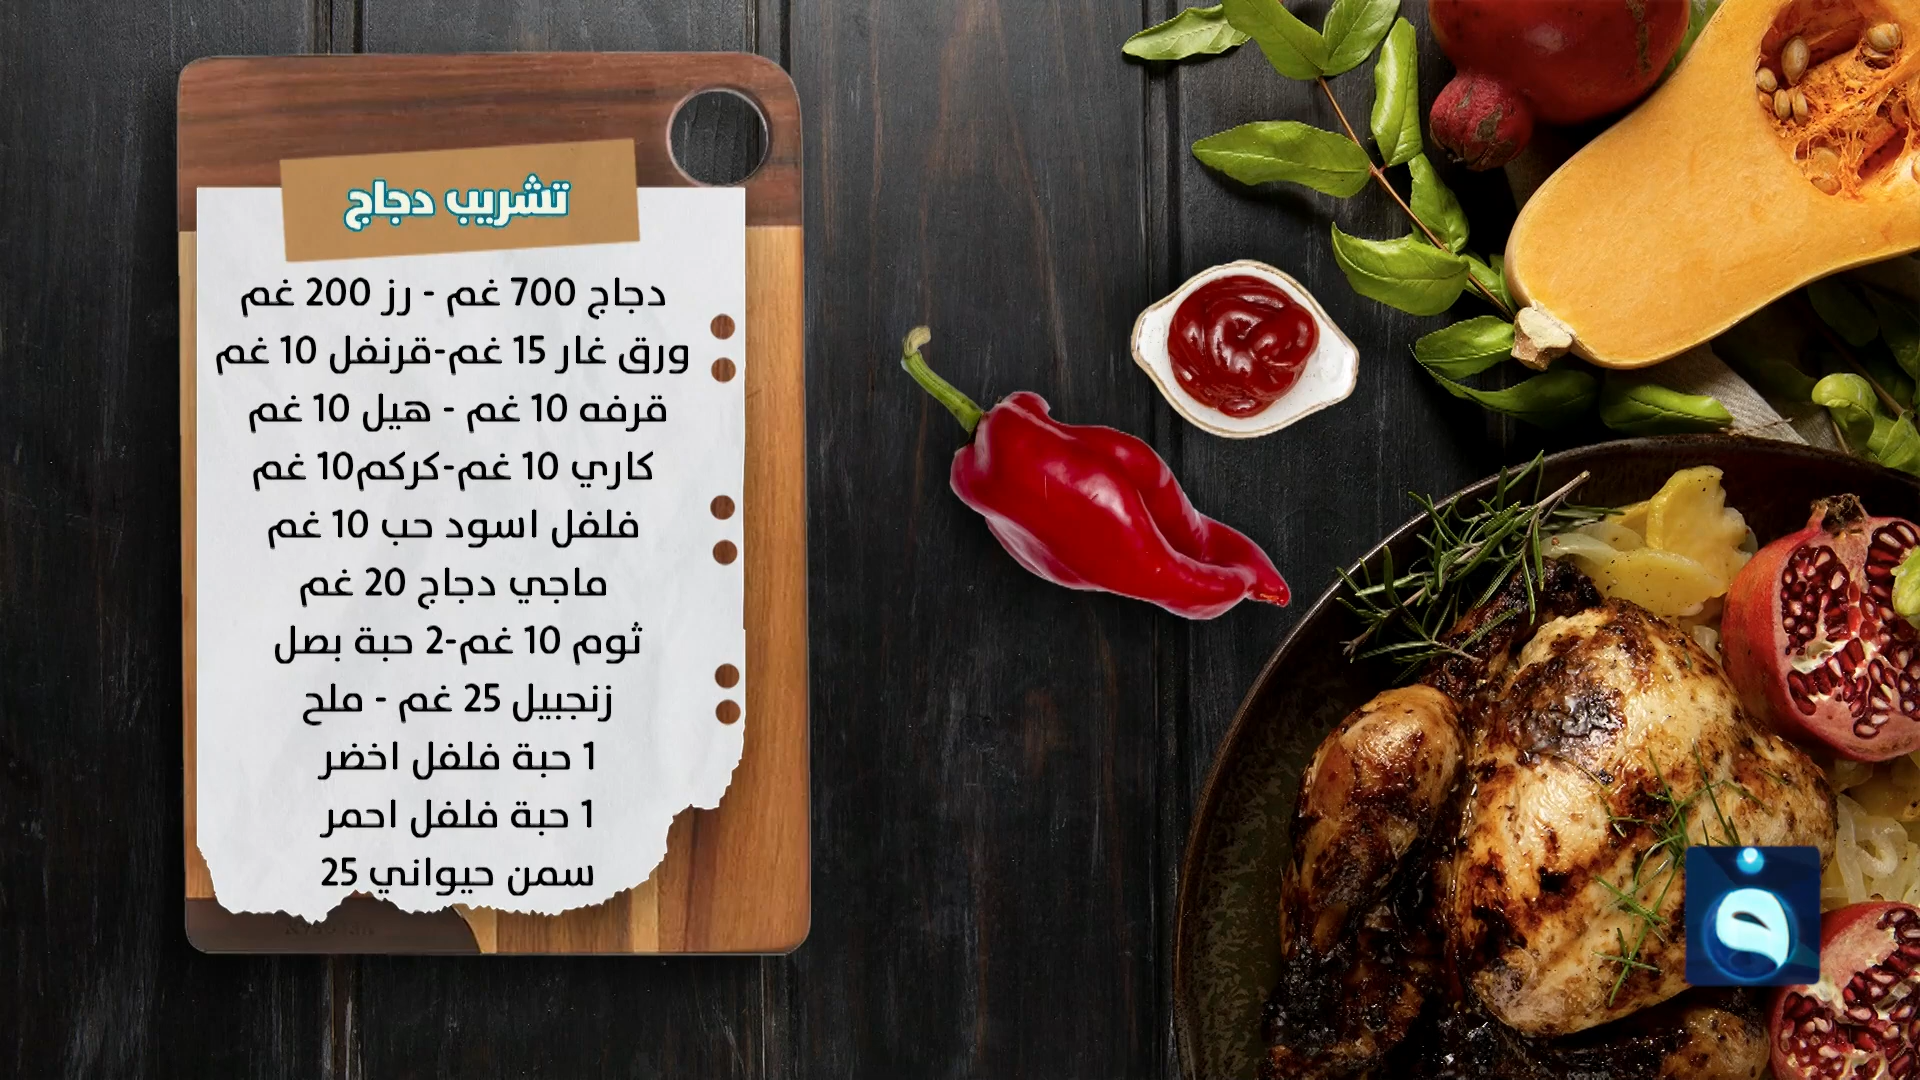 تشريب دجاج
دجاج 700 غم - رز 200 غم
ورق غار 15 غم-قرنفل 10 غم
قرفه 10 غم - هيل 10 غم
كاري 10 غم-كركم10 غم
فلفل اسود حب 10 غم
ماجي دجاج 20 غم
ثوم 10 غم-2 حبة بصل
زنجبيل 25 غم - ملح
1 حبة فلفل اخضر
1 حبة فلفل احمر
سمن حيواني 25